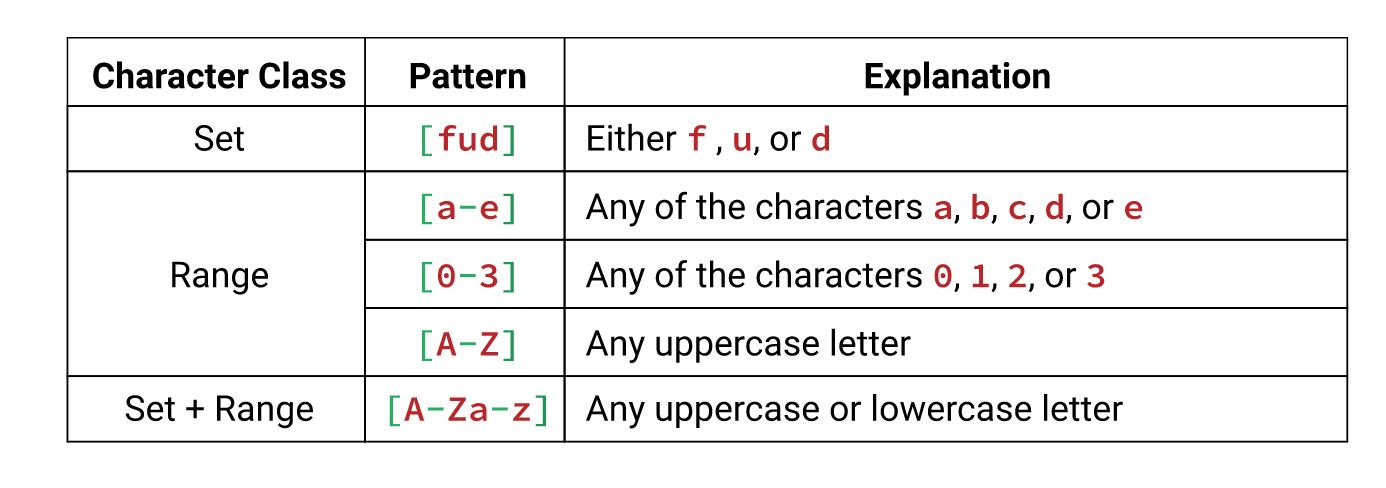 Character Class Pattern Explanation
Set [fud] Either f , u, or d
[a-e] Any of the characters a, b, c, d, or e
Range [0-3] Any of the characters 0, 1, 2, or 3
[A-Z] Any uppercase letter
Set + Range [A-Za-z] Any uppercase or lowercase letter